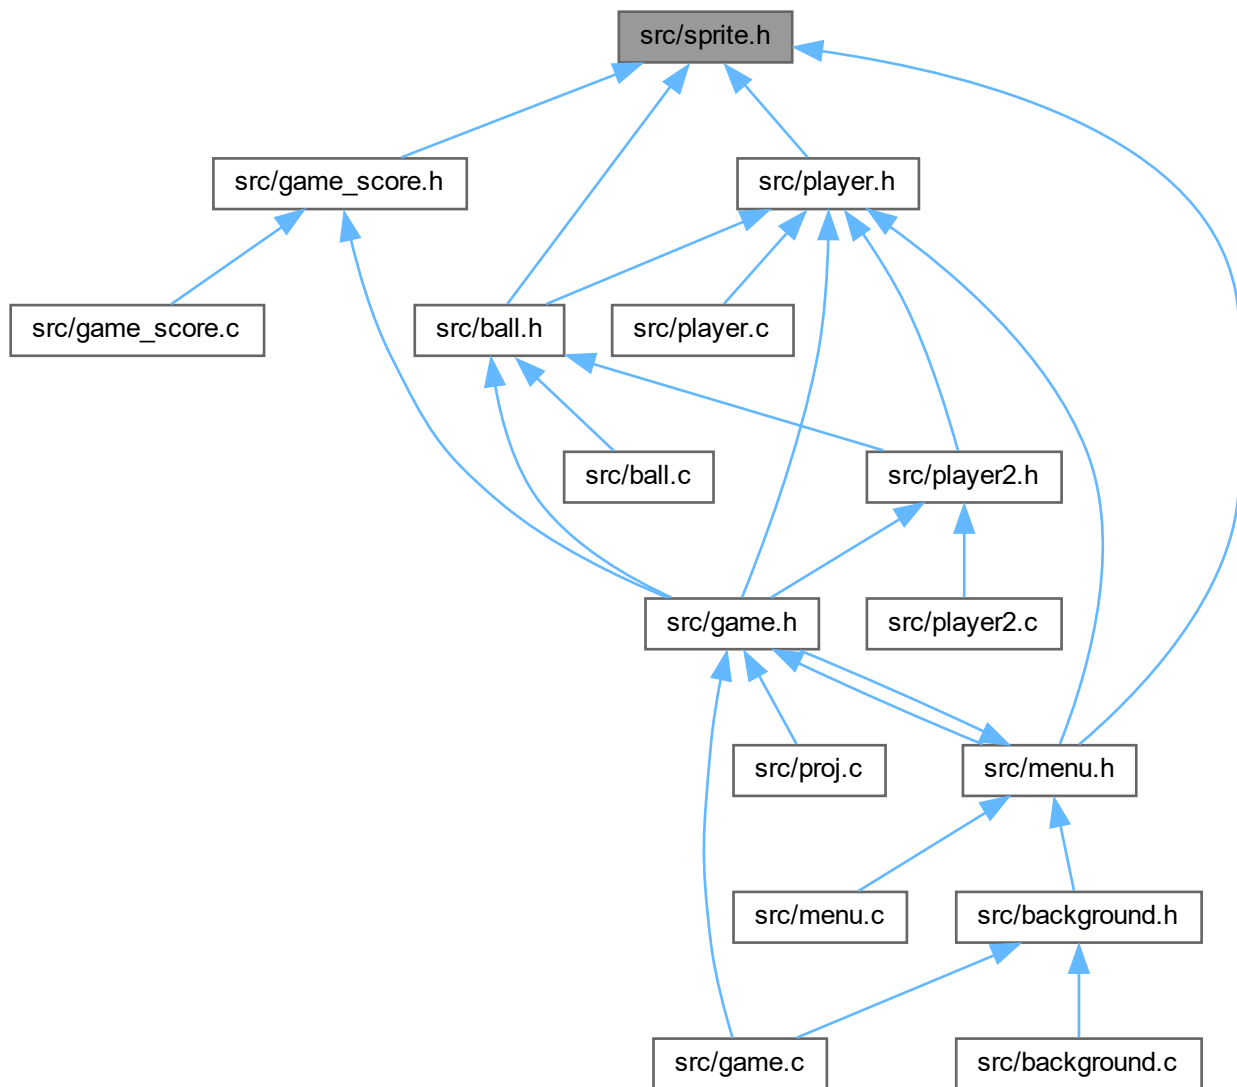 src/sprite.h
src/game_score.h
src/player.h
src/game_score.c
src/ball.h
src/player.c
src/ball.c
src/player2.h
src/game.h
src/player2.c
src/proj.c
src/menu.h
src/menu.c
src/background.h
src/game.c
src/background.c